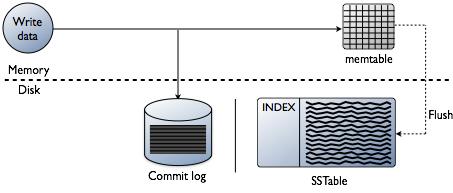 Write
data
memtable
Memory
Disk
INDEX
Flush
Commit log
SSTable